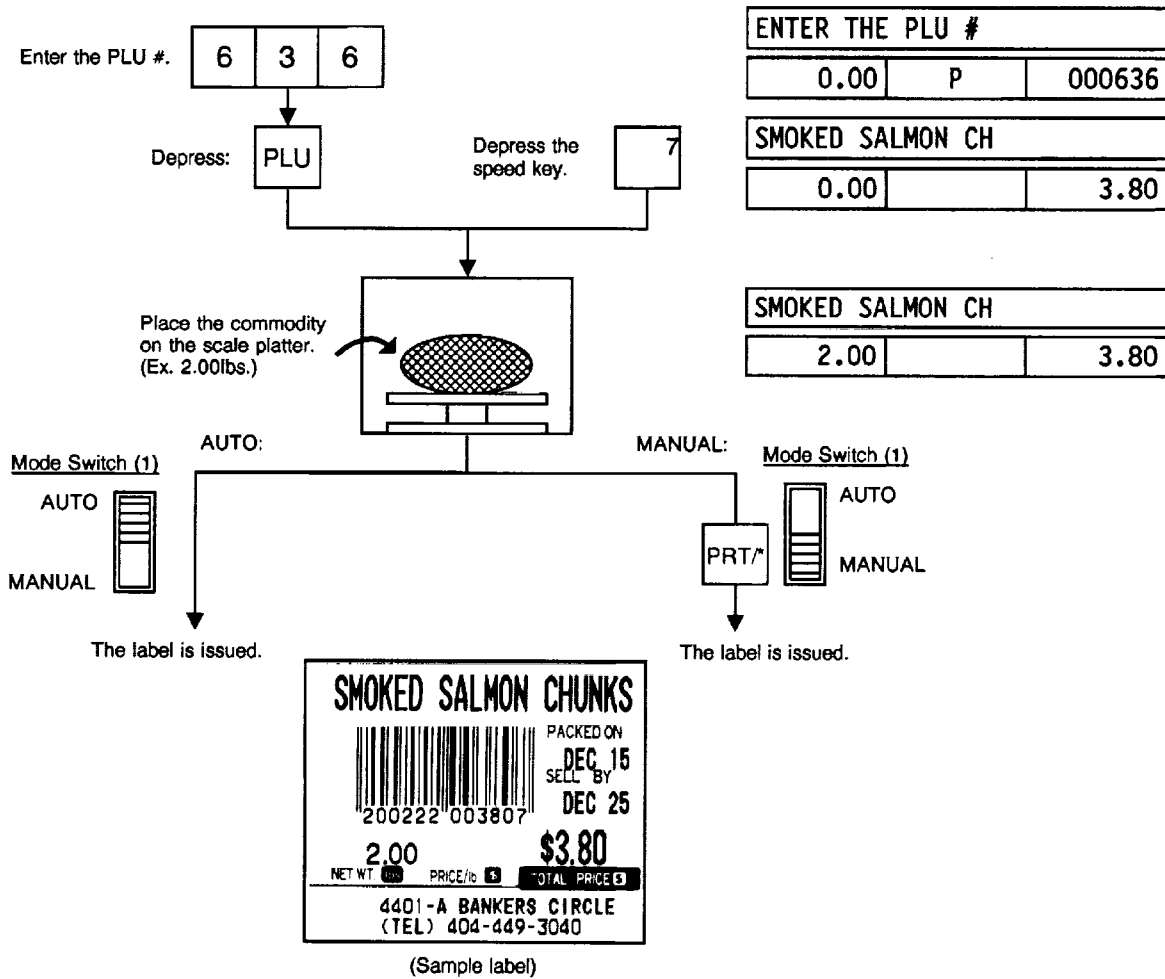 Enter the PLU #.
6 3 6
Depress:
PLU
Depress the
speed key.
7
ENTER THE PLU #
0.00 P 000636
SMOKED SALMON CH
0.00 3.80
Place the commodity
on the scale platter.
(Ex. 2.00lbs.)
SMOKED SALMON CH
2.00 3.80
AUTO:
Mode Switch (1)
AUTO
MANUAL
The label is issued.
MANUAL:
Mode Switch (1)
AUTO
MANUAL
PRT/*
The label is issued.
SMOKED SALMON CHUNKS
PACKED ON
DEC 15
SELL BY
DEC 25
200222 003807
2.00 $3.80
NET WT. lbs PRICE/lb $ TOTAL PRICE $
4401-A BANKERS CIRCLE
(TEL) 404-449-3040
(Sample label)